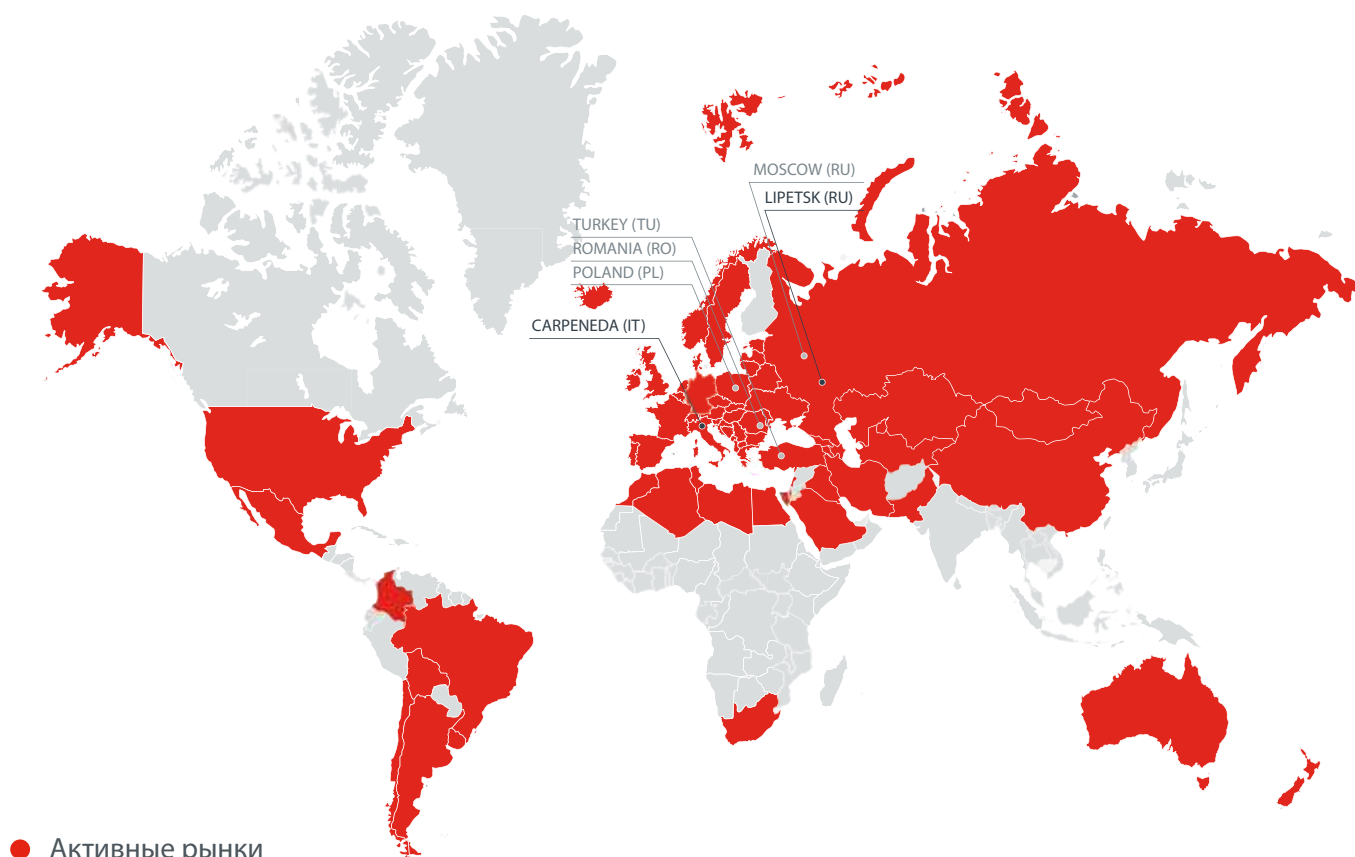 MOSCOW (RU)
LIPETSK (RU)
TURKEY (TU)
ROMANIA (RO)
POLAND (PL)
CARPENEDA (IT)
Активные рынки